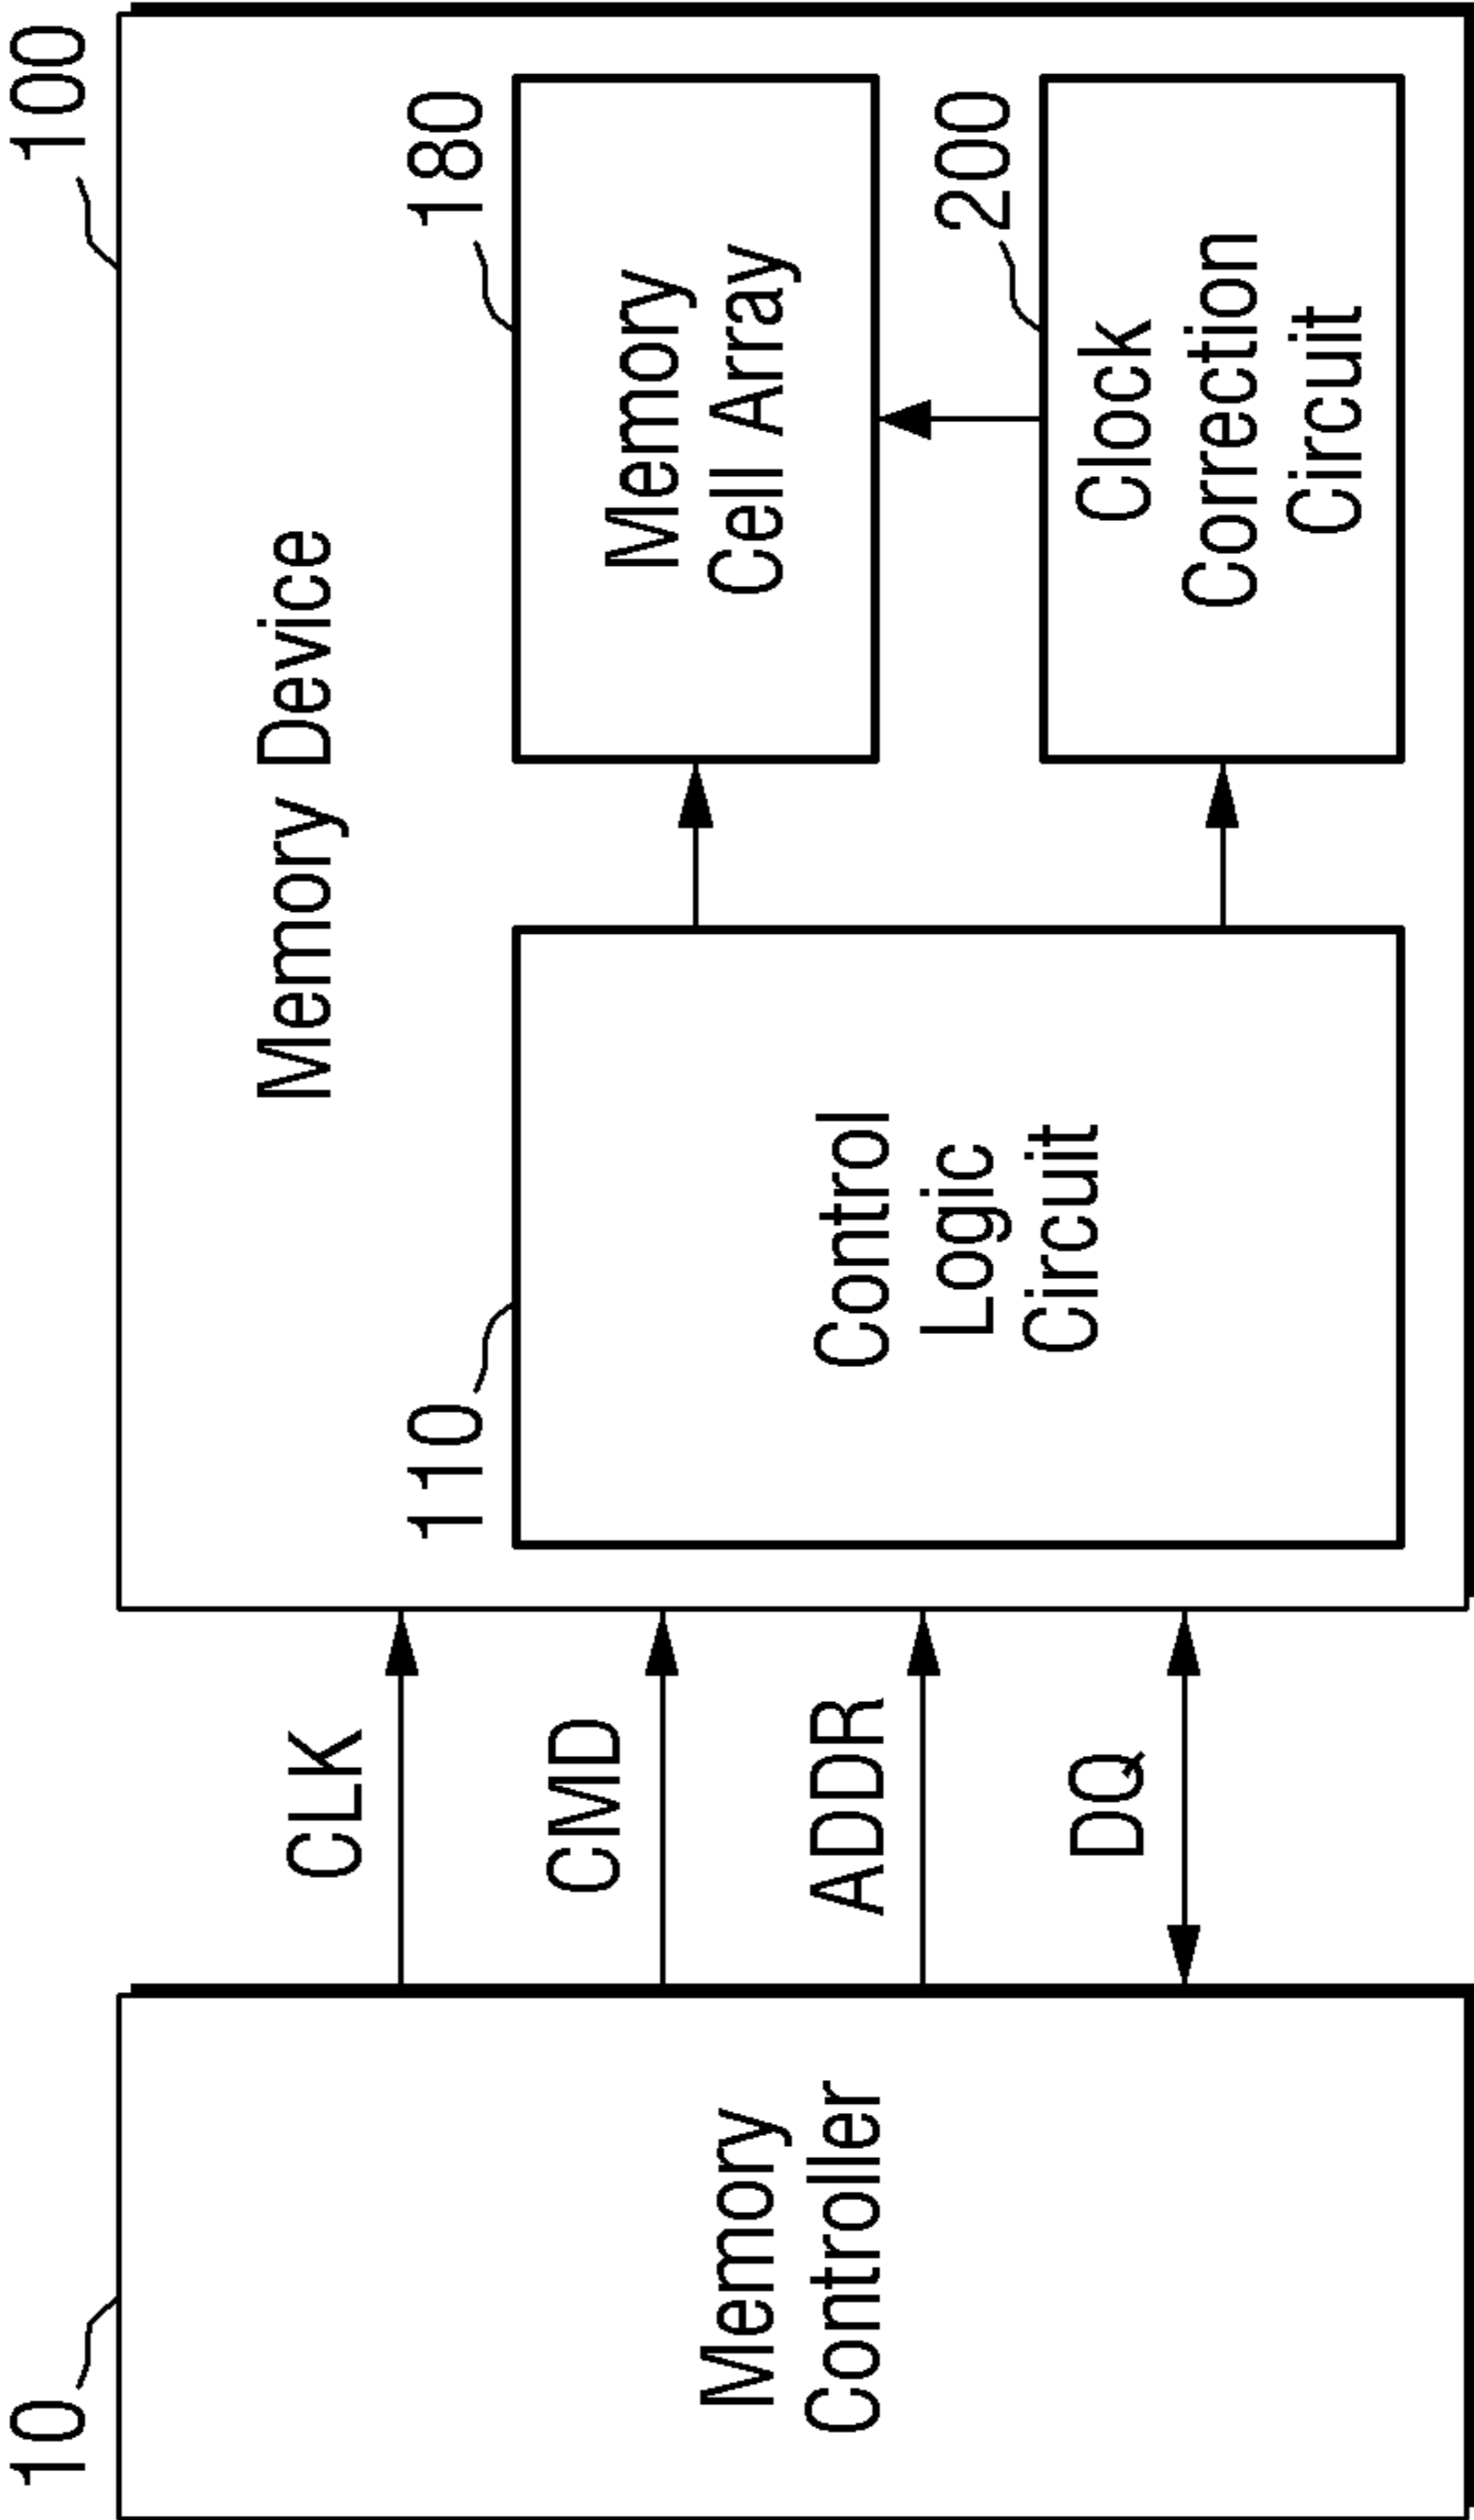 10
Memory
Controller
CLK
CMD
ADDR
DQ
100
Memory Device
110
Control
Logic
Circuit
180
Memory
Cell Array
200
Clock
Correction
Circuit